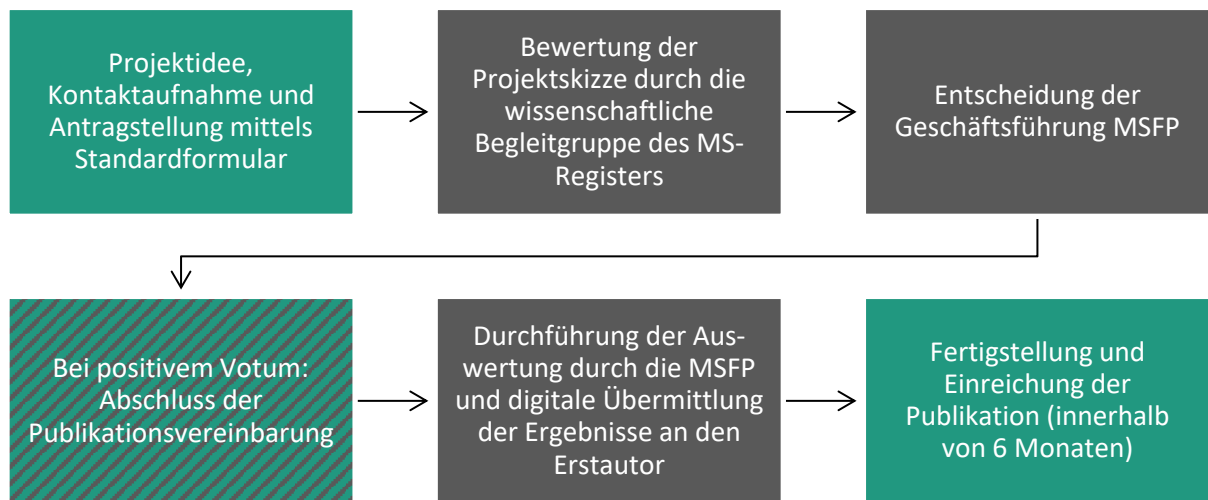 Projektidee,
Kontaktaufnahme und
Antragstellung mittels
Standardformular
Bewertung der
Projektskizze durch die
wissenschaftliche
Begleitgruppe des MS-
Registers
Entscheidung der
Geschäftsführung MSFP
Bei positivem Votum:
Abschluss der
Publikationsvereinbarung
Durchführung der Aus-
wertung durch die MSFP
und digitale Übermittlung
der Ergebnisse an den
Erstautor
Fertigstellung und
Einreichung der
Publikation (innerhalb
von 6 Monaten)